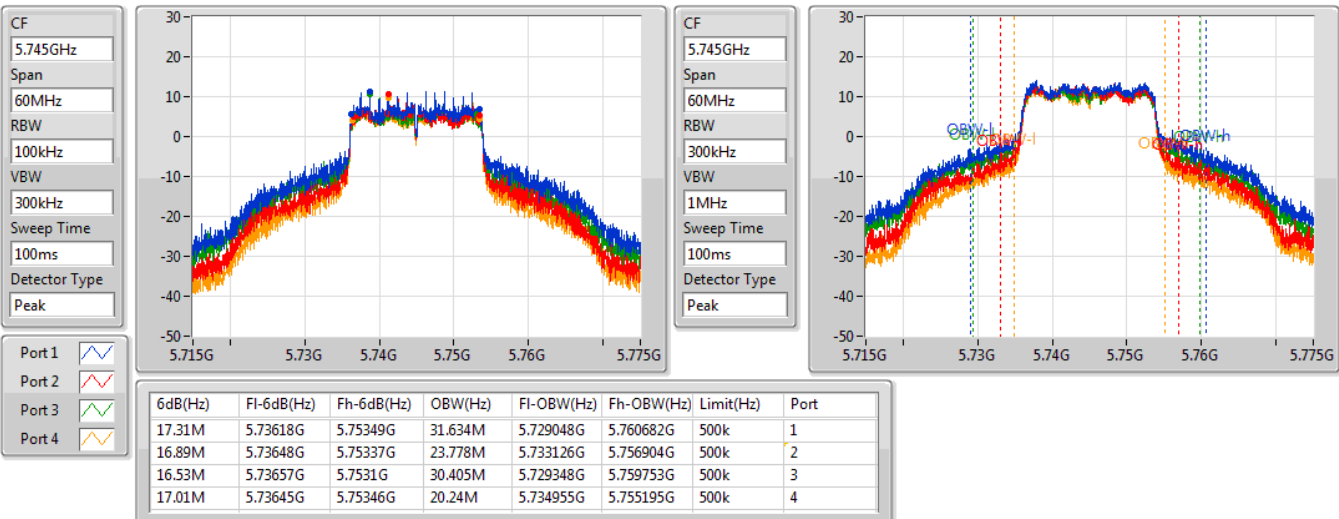 CF
5.745GHz
Span
60MHz
RBW
100kHz
VBW
300kHz
Sweep Time
100ms
Detector Type
Peak
30
20
10
0
-10
-20
-30
-40
-50
5.715G 5.73G 5.74G 5.75G 5.76G 5.775G
CF
5.745GHz
Span
60MHz
RBW
300kHz
VBW
1MHz
Sweep Time
100ms
Detector Type
Peak
30
20
10
0
-10
-20
-30
-40
-50
5.715G 5.73G 5.74G 5.75G 5.76G 5.775G
Port 1
Port 2
Port 3
Port 4
6dB(Hz) Fl-6dB(Hz) Fh-6dB(Hz) OBW(Hz) Fl-OBW(Hz) Fh-OBW(Hz) Limit(Hz) Port
17.31M 5.73618G 5.75349G 31.634M 5.729048G 5.760682G 500k 1
16.89M 5.73648G 5.75337G 23.778M 5.733126G 5.756904G 500k 2
16.53M 5.73657G 5.7531G 30.405M 5.729348G 5.759753G 500k 3
17.01M 5.73645G 5.75346G 20.24M 5.734955G 5.755195G 500k 4